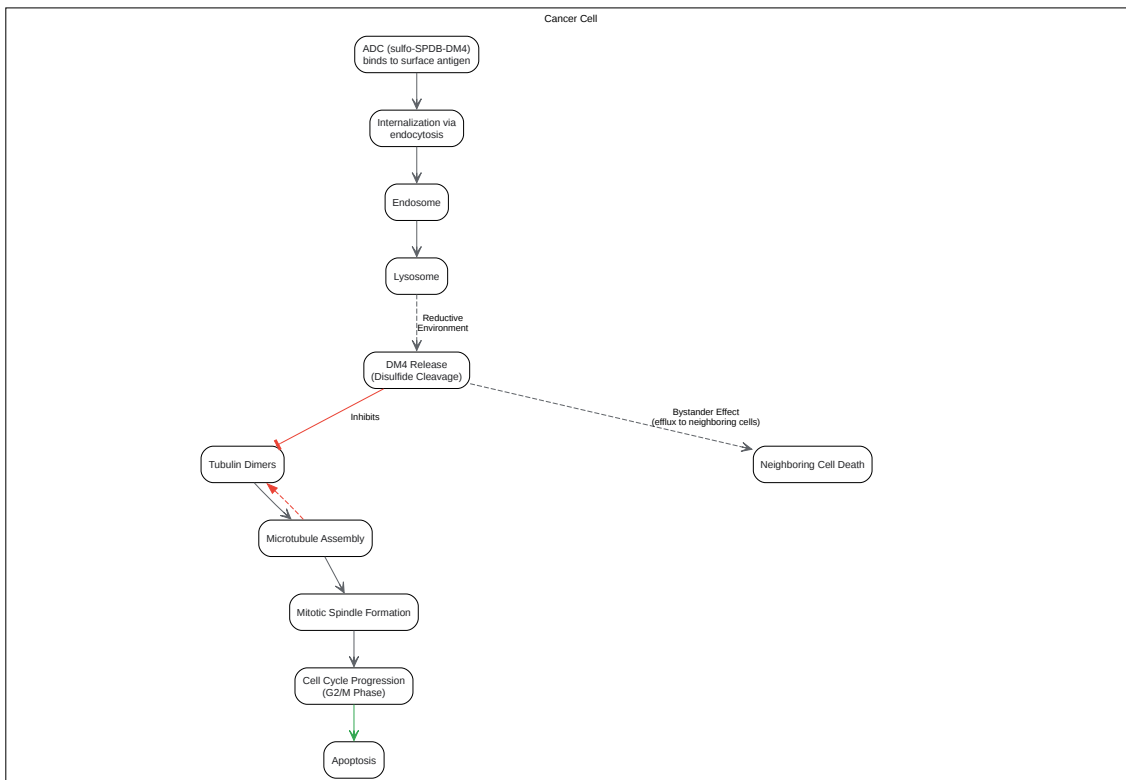 Cancer Cell
ADC (sulfo-SPDB-DM4)
binds to surface antigen
Internalization via
endocytosis
Endosome
Lysosome
Reductive
Environment
DM4 Release
(Disulfide Cleavage)
Inhibits
Bystander Effect
(efflux to neighboring cells)
Tubulin Dimers
Neighboring Cell Death
Microtubule Assembly
Mitotic Spindle Formation
Cell Cycle Progression
(G2/M Phase)
Apoptosis